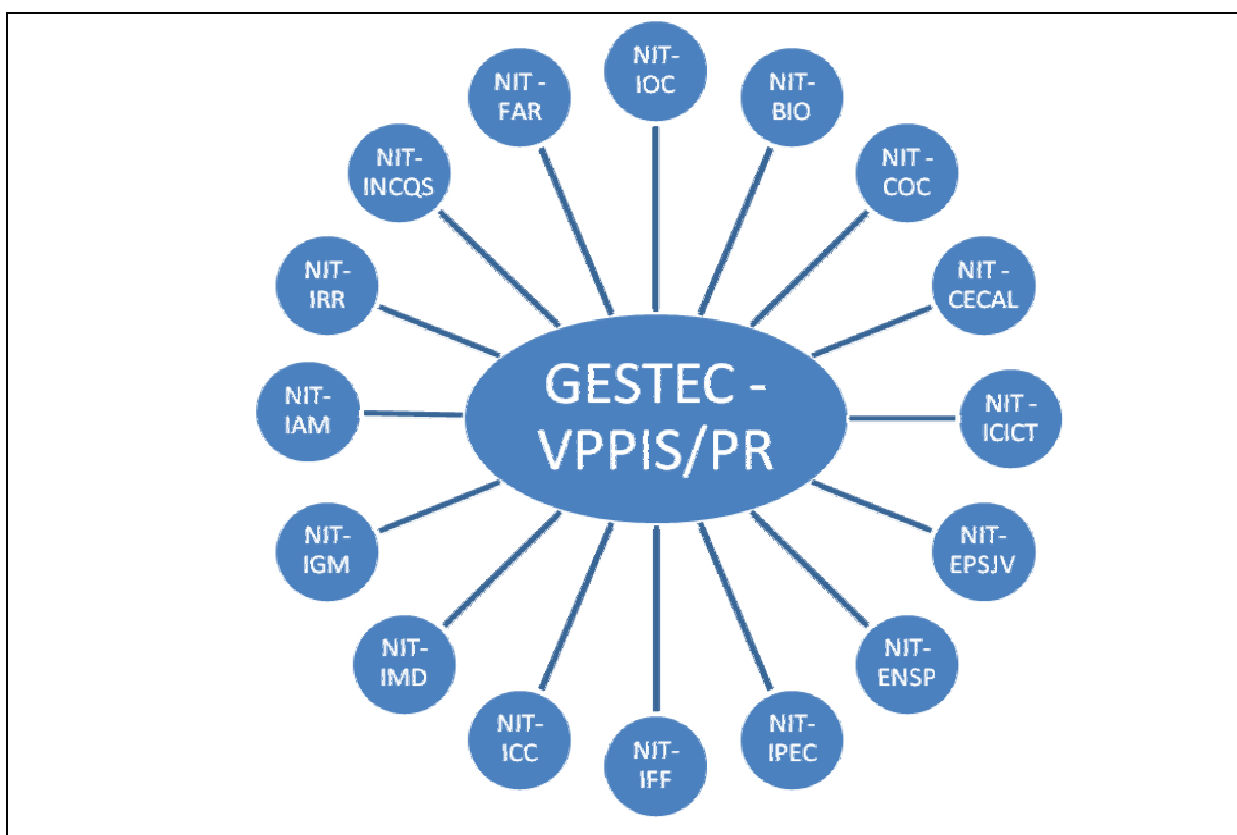 NIT-
IOC
NIT-
BIO
NIT -
COC
NIT -
CECAL
NIT -
ICICT
NIT-
EPSJV
NIT-
ENSP
NIT-
IPEC
NIT-
IFF
NIT-
ICC
NIT-
IMD
NIT-
IGM
NIT-
IAM
NIT-
IRR
NIT-
INCQS
NIT -
FAR
GESTEC -
VPPIS/PR